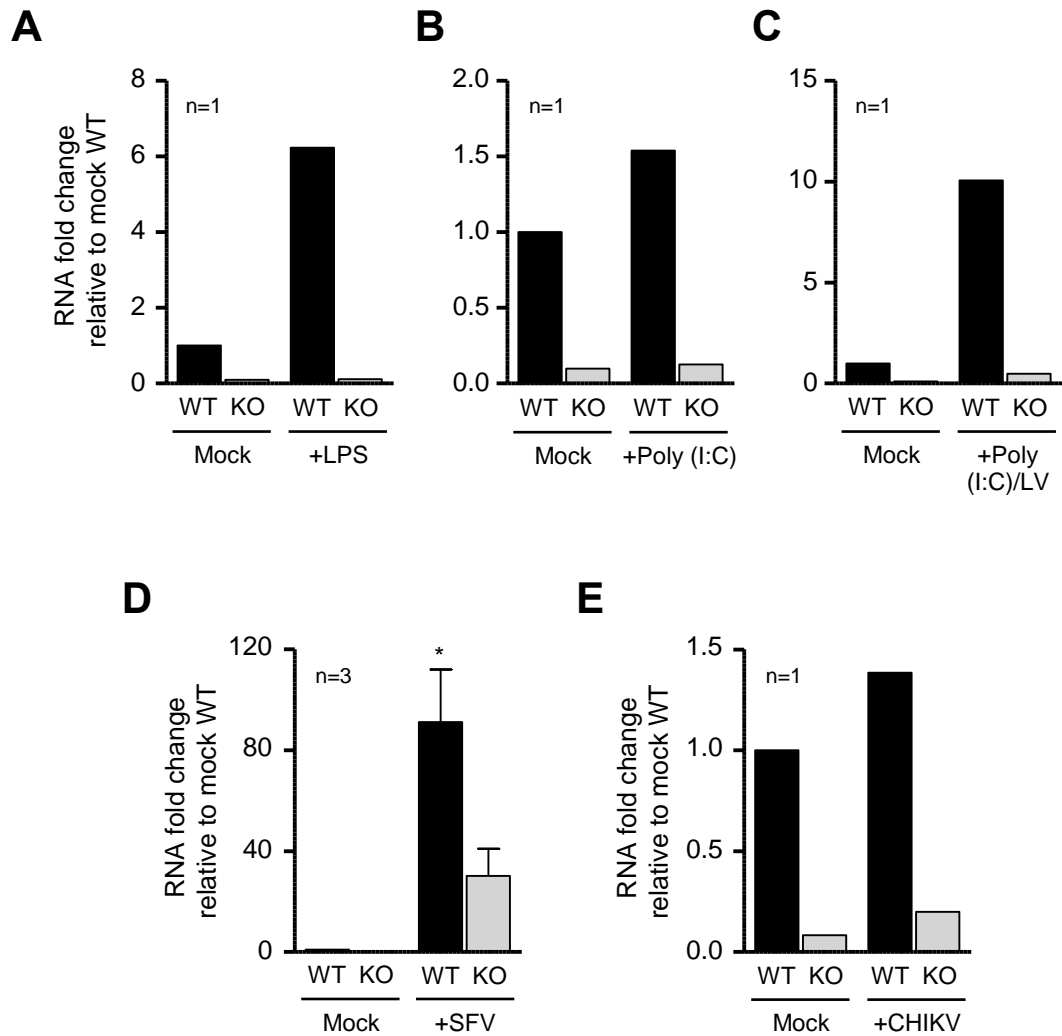 A
RNA fold change
relative to mock WT
8
6
4
2
0
n=1
WT KO WT KO
Mock +LPS
B
2.0
1.5
1.0
0.5
0.0
n=1
WT KO WT KO
Mock +Poly (I:C)
C
15
10
5
0
n=1
WT KO WT KO
Mock +Poly
(I:C)/LV
D
RNA fold change
relative to mock WT
120
80
40
0
n=3
*
WT KO WT KO
Mock +SFV
E
RNA fold change
relative to mock WT
1.5
1.0
0.5
0.0
n=1
WT KO WT KO
Mock +CHIKV